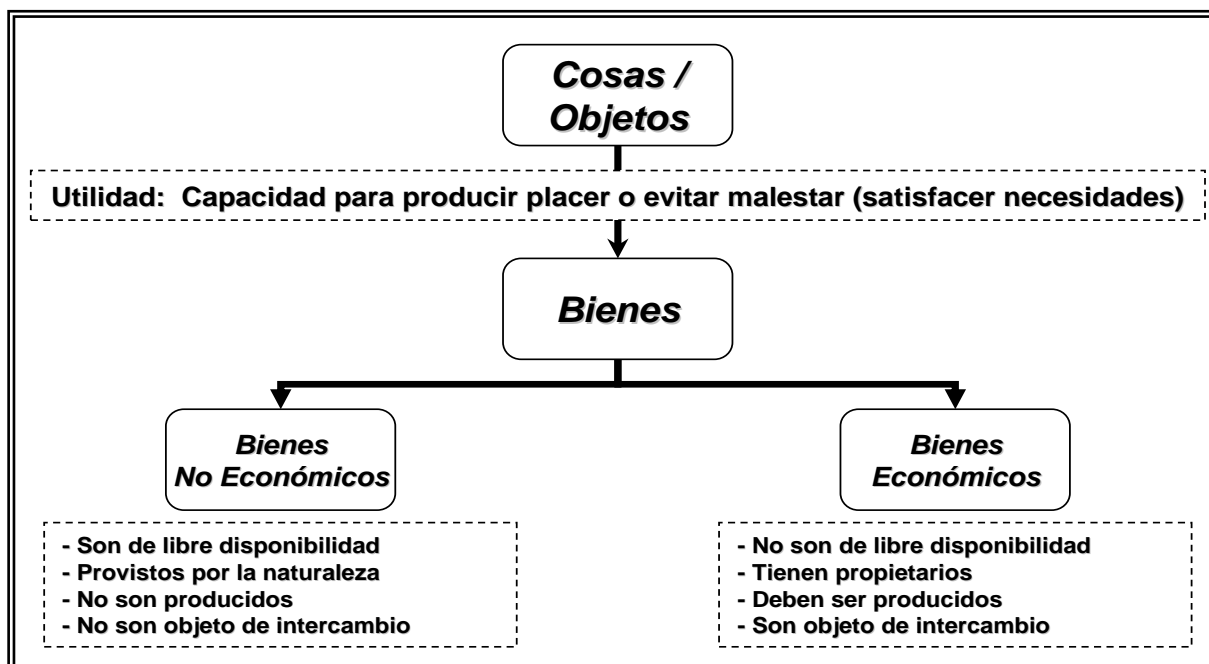 Cosas /
Objetos
Utilidad: Capacidad para producir placer o evitar malestar (satisfacer necesidades)
Bienes
Bienes
No Económicos
Bienes
Económicos
- Son de libre disponibilidad
- Provistos por la naturaleza
- No son producidos
- No son objeto de intercambio
- No son de libre disponibilidad
- Tienen propietarios
- Deben ser producidos
- Son objeto de intercambio